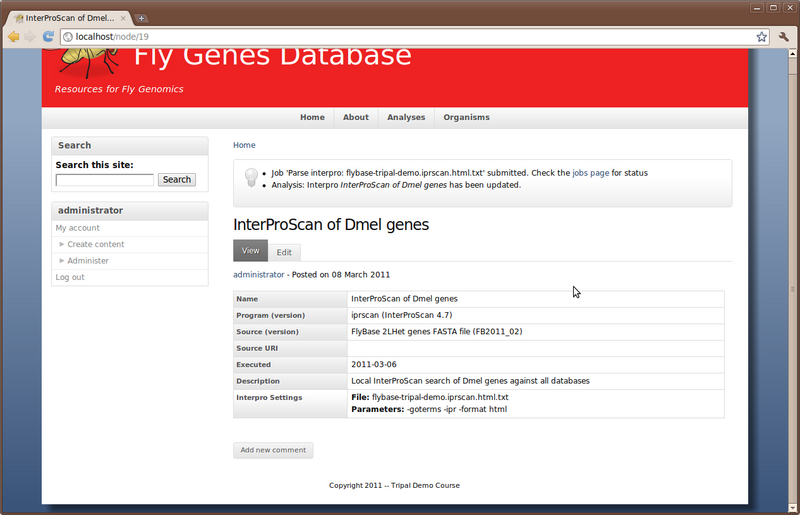 InterProScan of Dmel...
localhost/node/19
Fly Genes Database
Resources for Fly Genomics
Home About Analyses Organisms
Search
Search this site:
Search
administrator
My account
Create content
Administer
Log out
Home
Job 'Parse interpro: flybase-tripal-demo.iprscan.html.txt' submitted. Check the jobs page for status
Analysis: Interpro InterProScan of Dmel genes has been updated.
InterProScan of Dmel genes
View Edit
administrator - Posted on 08 March 2011
Name InterProScan of Dmel genes
Program (version) iprscan (InterProScan 4.7)
Source (version) FlyBase 2LHet genes FASTA file (FB2011_02)
Source URI
Executed 2011-03-06
Description Local InterProScan search of Dmel genes against all databases
Interpro Settings File: flybase-tripal-demo.iprscan.html.txt
Parameters: -goterms -ipr -format html
Add new comment
Copyright 2011 -- Tripal Demo Course